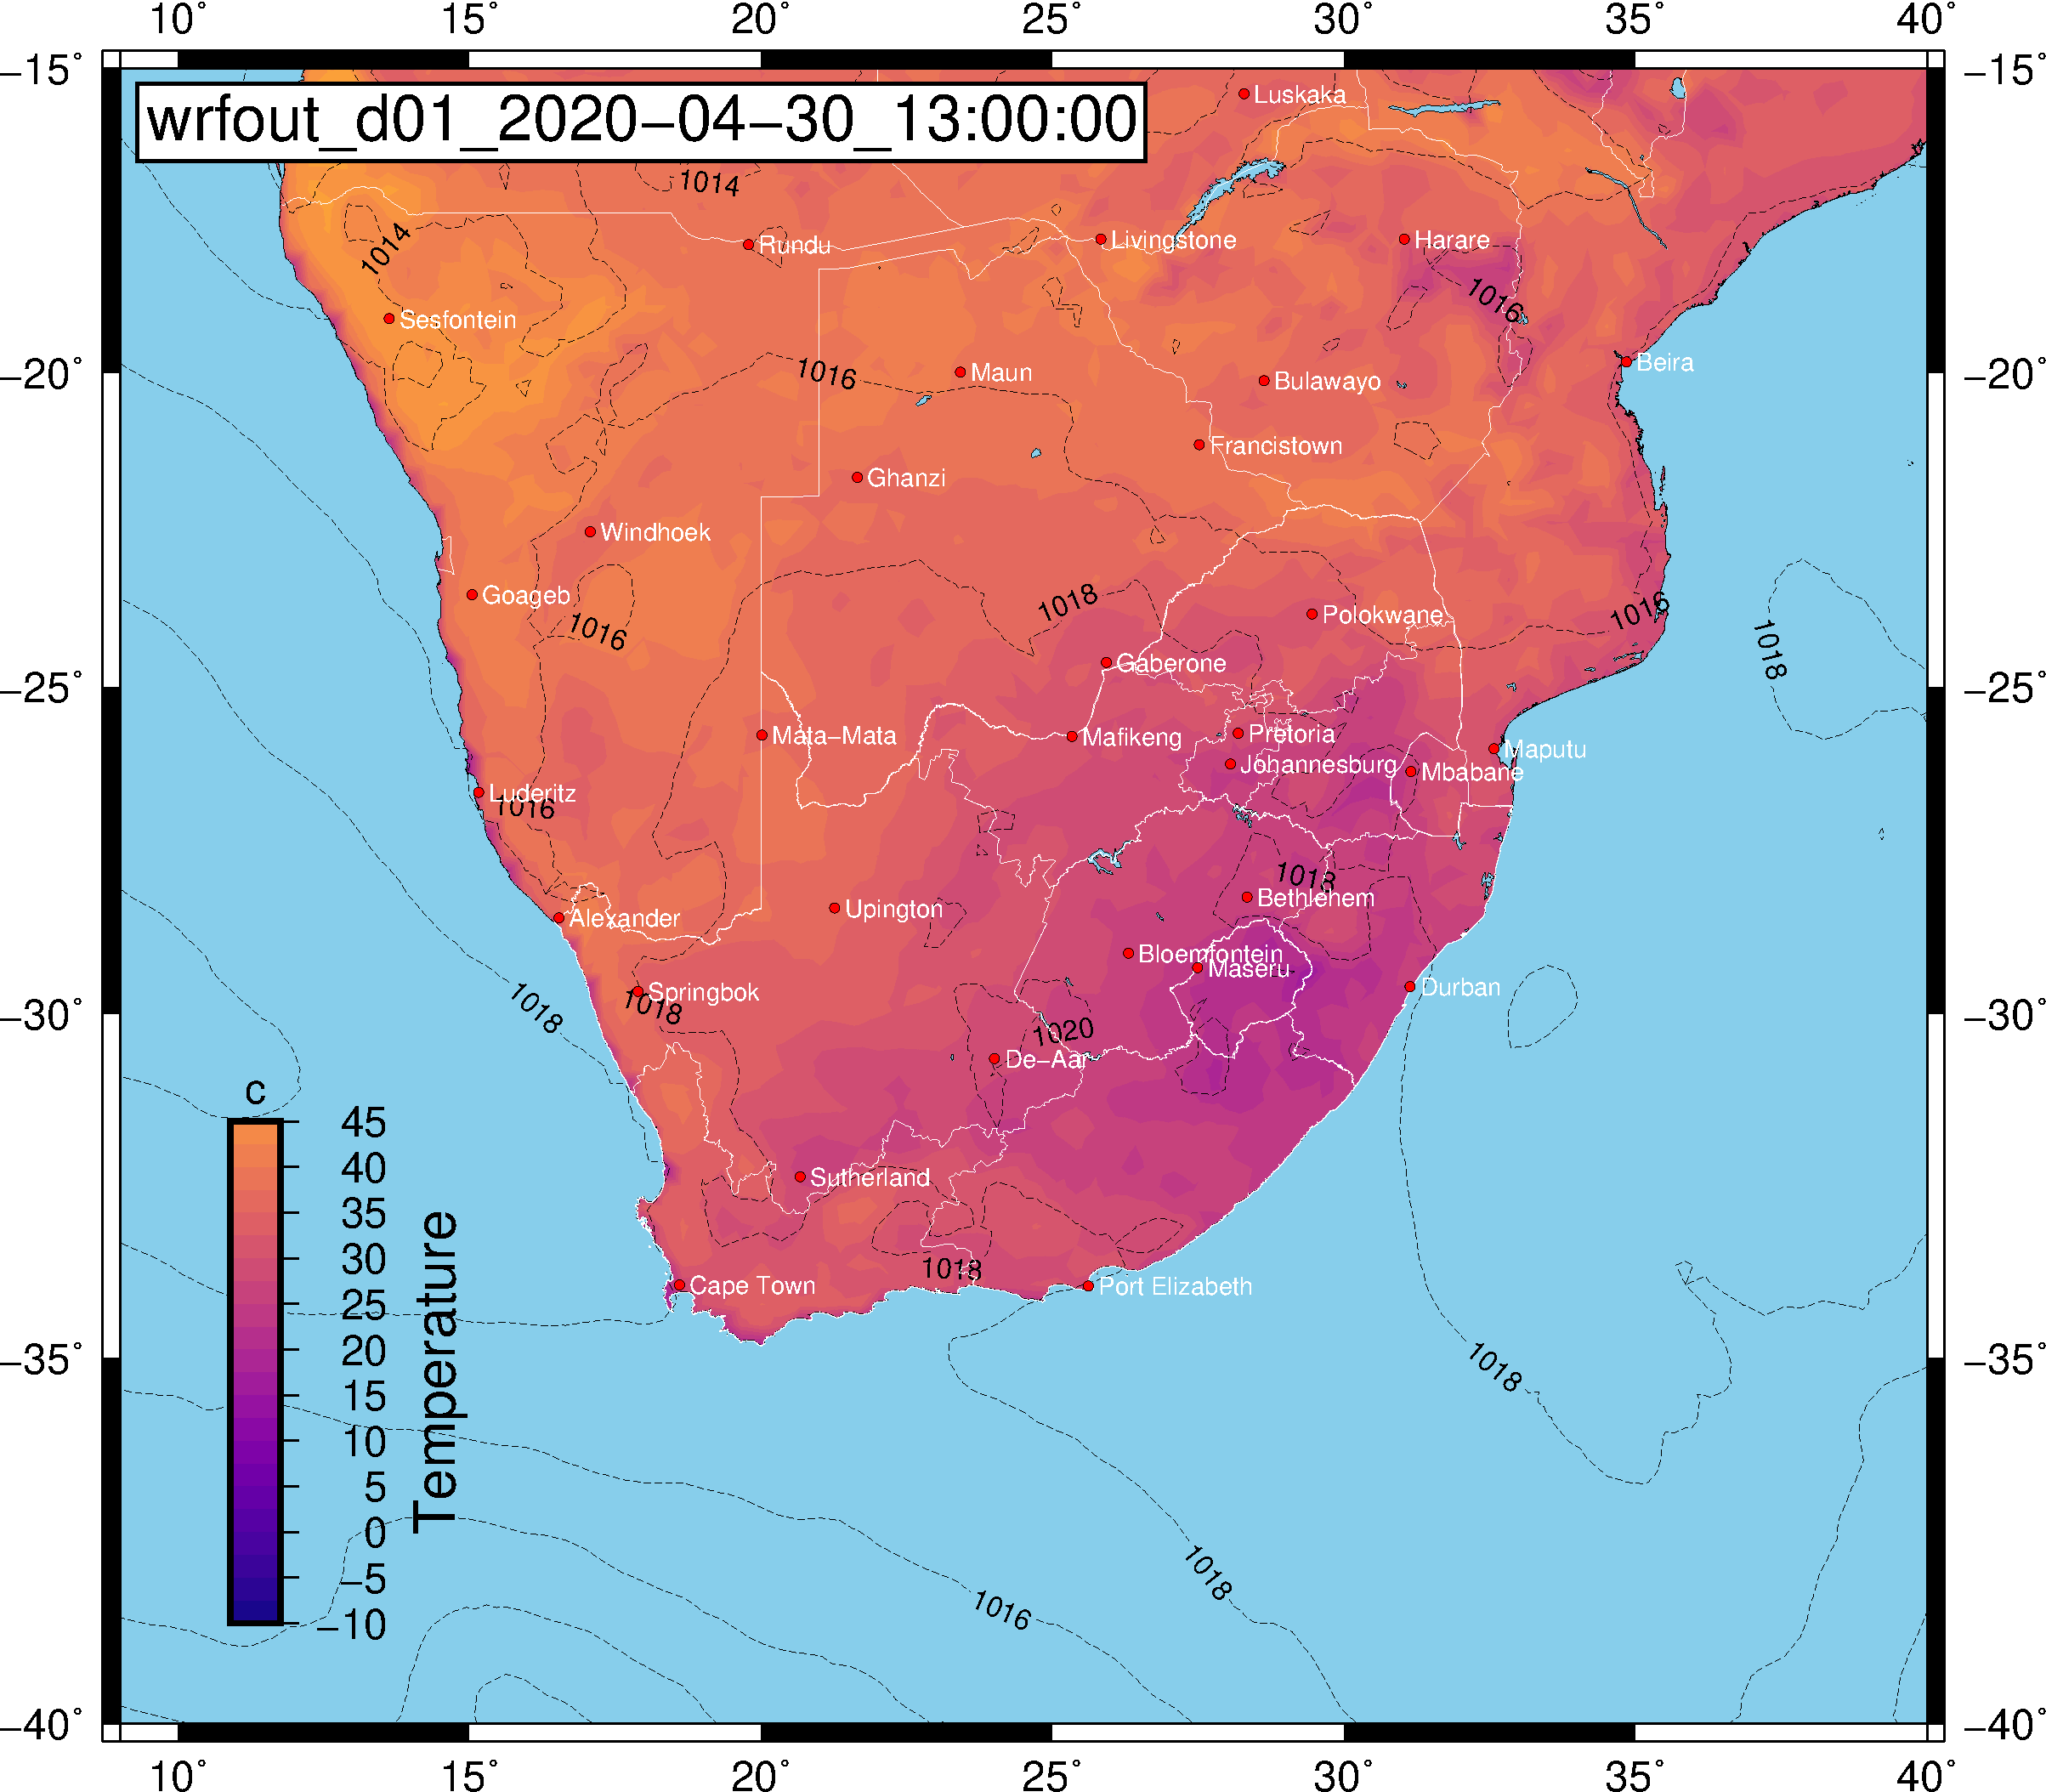 10° 15° 20° 25° 30° 35° 40°
−15° −15°
wrfout_d01_2020−04−30_13:00:00
Luskaka
1014
1014
Rundu
Livingstone
Harare
1016
Sesfontein
Beira
−20° −20°
1016
Maun
Bulawayo
Francistown
Ghanzi
Windhoek
Goageb
1018
1016
1016
Polokwane
1018
Gaberone
−25° −25°
Mata−Mata
Mafikeng
Pretoria
Maputu
Johannesburg
Mbabane
Luderitz
1016
1018
Bethlehem
Alexander
Upington
Bloemfontein
Maseru
Durban
Springbok
1018
1018
−30° −30°
1020
De−Aar
c
45
40
35
30
25
20
15
10
5
0
−5
−10
Temperature
Sutherland
1018
Cape Town
Port Elizabeth
−35° −35°
1018
1018
1016
−40° −40°
10° 15° 20° 25° 30° 35° 40°